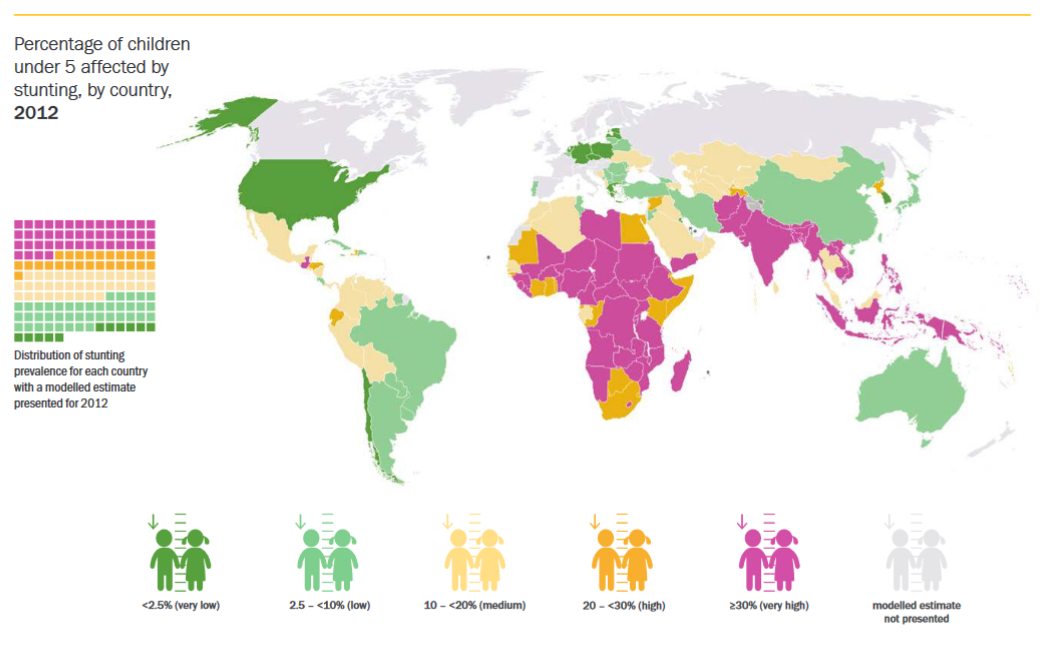 Percentage of children
under 5 affected by
stunting, by country,
2012
Distribution of stunting
prevalence for each country
with a modelled estimate
presented for 2012
<2.5% (very low)
2.5 – <10% (low)
10 – <20% (medium)
20 – <30% (high)
≥30% (very high)
modelled estimate
not presented